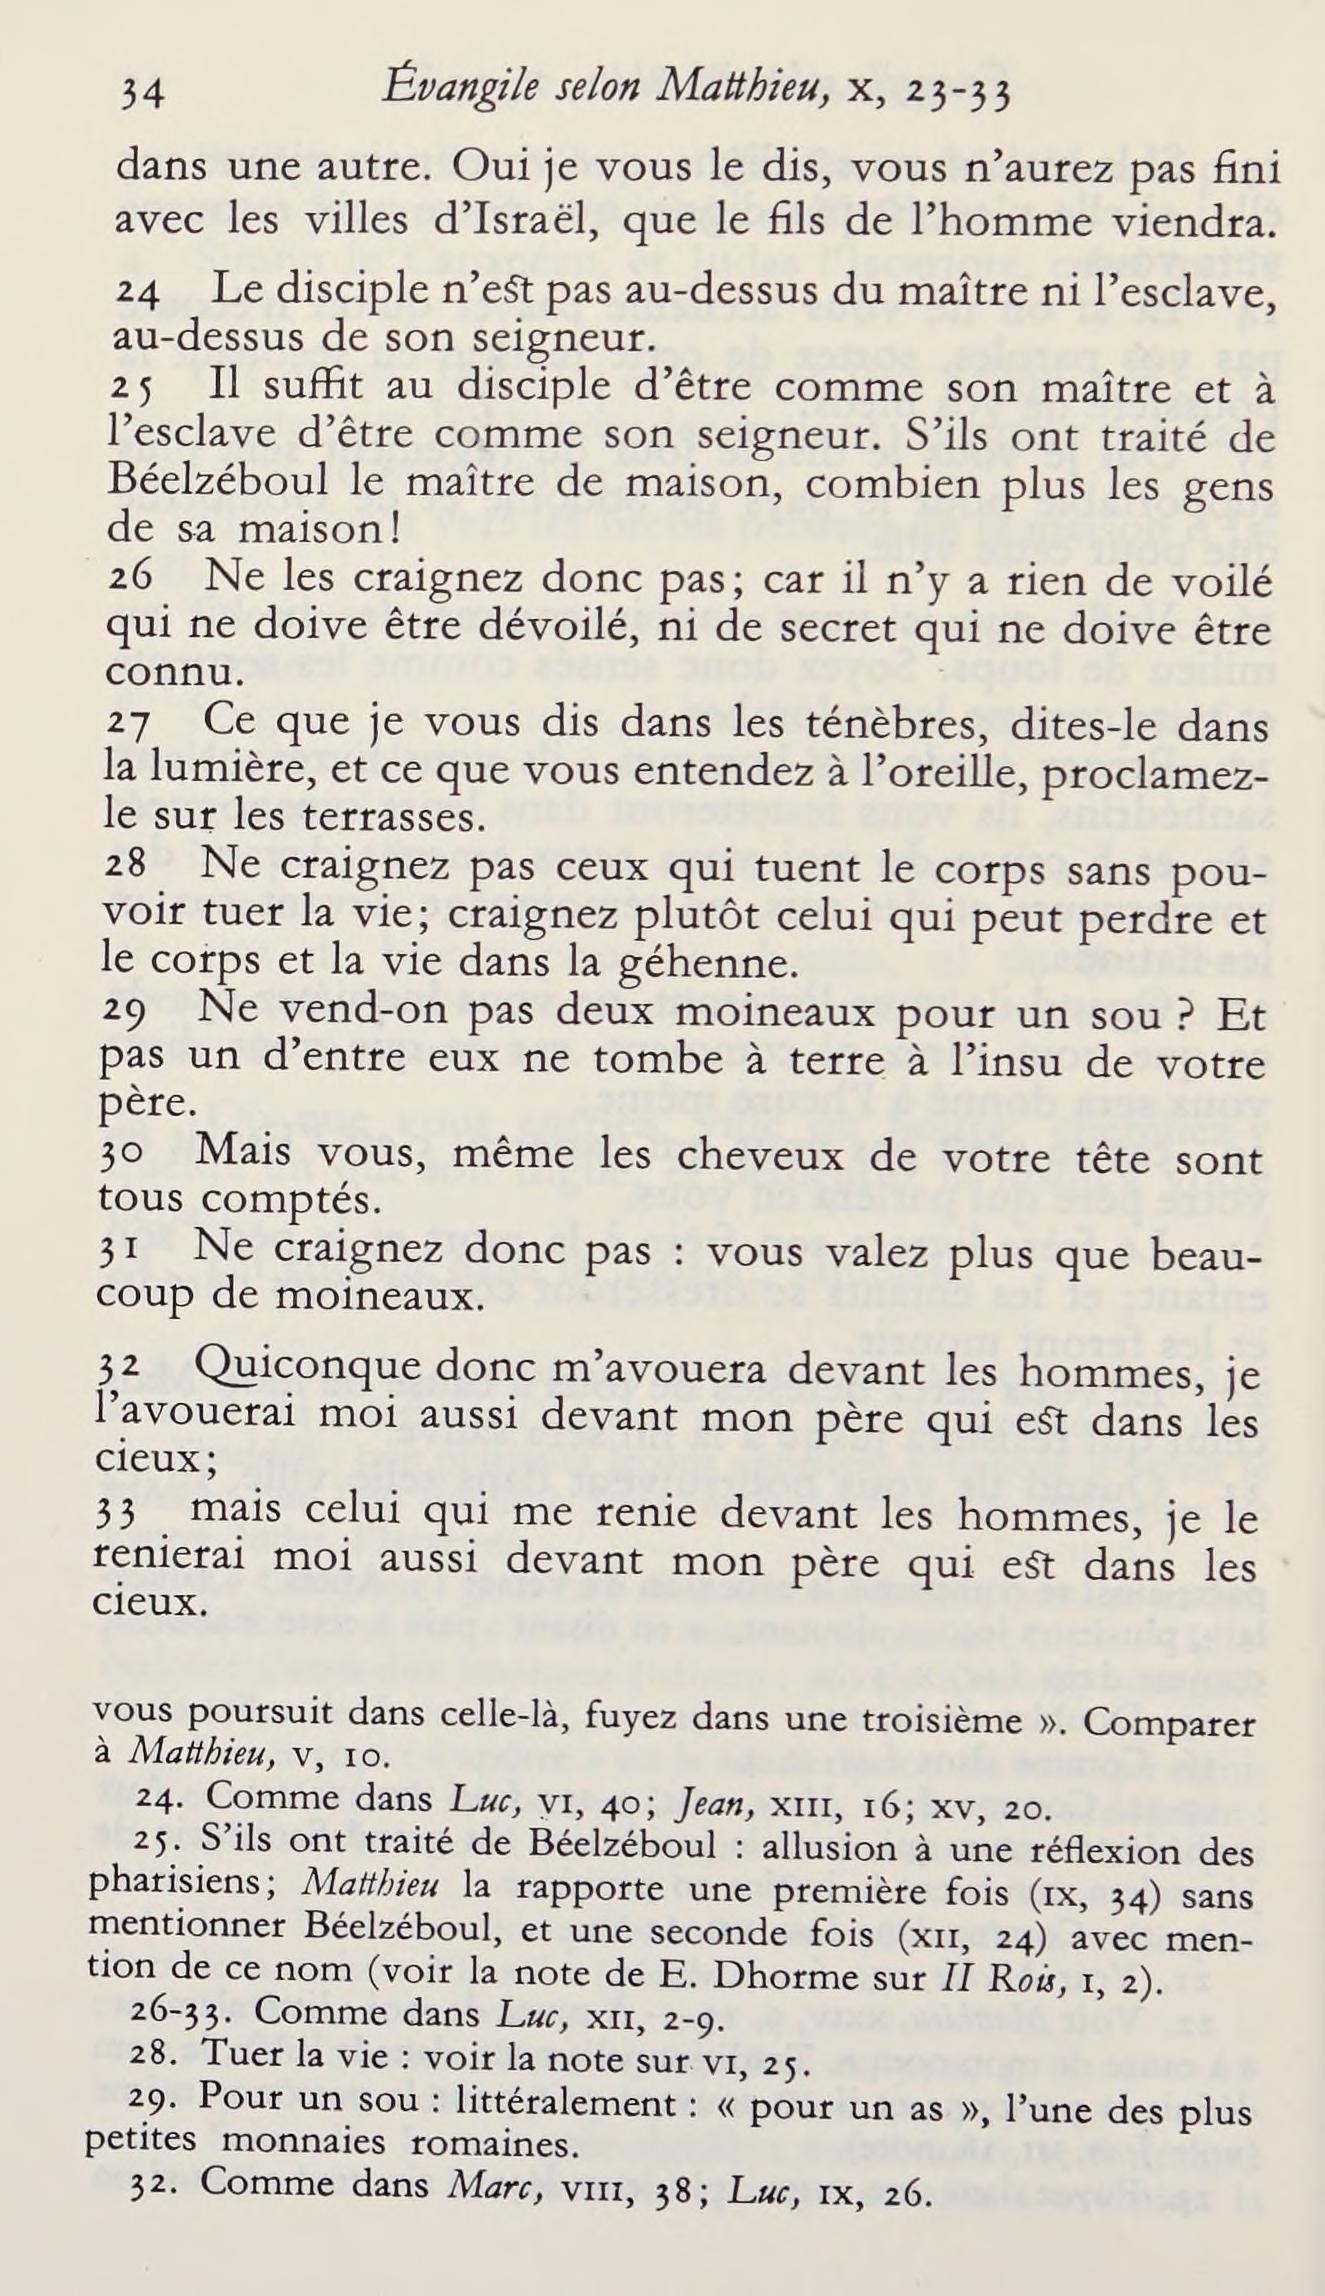 34 Évangile selon Matthieu, X, 23-33
dans une autre. Oui je vous le dis, vous n'aurez pas fini
avec les villes d'Israël, que le fils de l'homme viendra.
24 Le disciple n'est pas au-dessus du maître ni l'esclave,
au-dessus de son seigneur.
25 Il suffit au disciple d'être comme son maître et à
l'esclave d'être comme son seigneur. S'ils ont traité de
Béelzéboul le maître de maison, combien plus les gens
de sa maison!
26 Ne les craignez donc pas; car il n'y a rien de voilé
qui ne doive être dévoilé, ni de secret qui ne doive être
connu.
27 Ce que je vous dis dans les ténèbres, dites-le dans
la lumière, et ce que vous entendez à l'oreille, proclamez-
le sur les terrasses.
28 Ne craignez pas ceux qui tuent le corps sans pou-
voir tuer la vie; craignez plutôt celui qui peut perdre et
le corps et la vie dans la géhenne.
29 Ne vend-on pas deux moineaux pour un sou ? Et
pas un d'entre eux ne tombe à terre à l'insu de votre
père.
30 Mais vous, même les cheveux de votre tête sont
tous comptés.
31 Ne craignez donc pas : vous valez plus que beau-
coup de moineaux.
32 Quiconque donc m'avouera devant les hommes, je
l'avouerai moi aussi devant mon père qui est dans les
cieux;
33 mais celui qui me renie devant les hommes, je le
renierai moi aussi devant mon père qui est dans les
cieux.
vous poursuit dans celle-là, fuyez dans une troisième ». Comparer
à Matthieu, V, 10.
24. Comme dans Luc, VI, 40; Jean, XIII, 16; XV, 20.
25. S'ils ont traité de Béelzéboul : allusion à une réflexion des
pharisiens; Matthieu la rapporte une première fois (IX, 34) sans
mentionner Béelzéboul, et une seconde fois (XII, 24) avec men-
tion de ce nom (voir la note de E. Dhorme sur II Rois, I, 2).
26-33. Comme dans Luc, XII, 2-9.
28. Tuer la vie : voir la note sur VI, 25.
29. Pour un sou : littéralement : « pour un as », l'une des plus
petites monnaies romaines.
32. Comme dans Marc, VIII, 38; Luc, IX, 26.